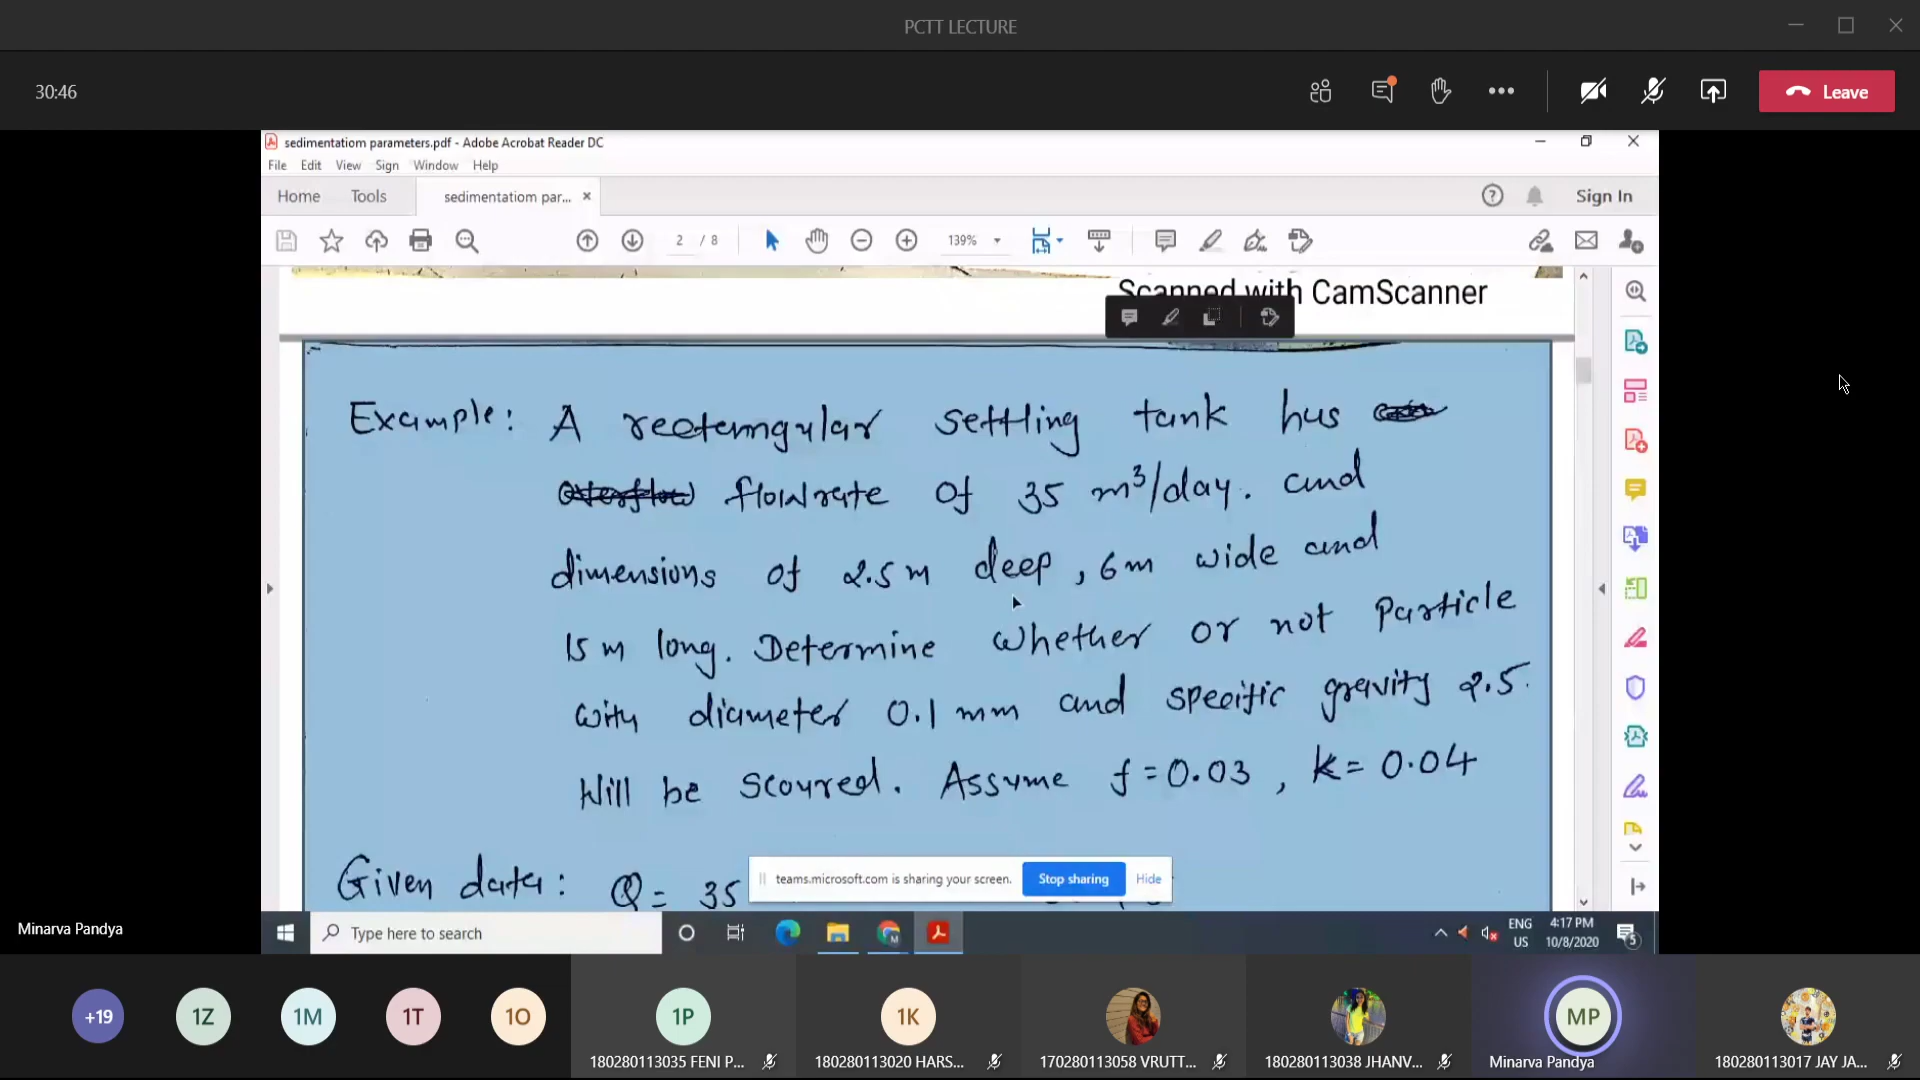 PCTT LECTURE
30:46
Leave
sedimentatiom parameters.pdf - Adobe Acrobat Reader DC
File Edit View Sign Window Help
Home Tools sedimentatiom par... × Sign In
2 / 8 139%
Scanned with CamScanner
Example: A rectemgular settling tank has
flowrate of 35 m³/day. and
dimensions of 2.5 m deep, 6m wide and
15 m long. Determine whether or not particle
with diameter 0.1 mm and specific gravity 2.5.
Will be scoured. Assume f = 0.03, k = 0.04
Given data: Q = 35
teams.microsoft.com is sharing your screen. Stop sharing Hide
Minarva Pandya
Type here to search
ENG
US
4:17 PM
10/8/2020
5
+19 1Z 1M 1T 1O 1P 1K MP
180280113035 FENI P... 180280113020 HARS... 170280113058 VRUTT... 180280113038 JHANV... Minarva Pandya 180280113017 JAY JA...